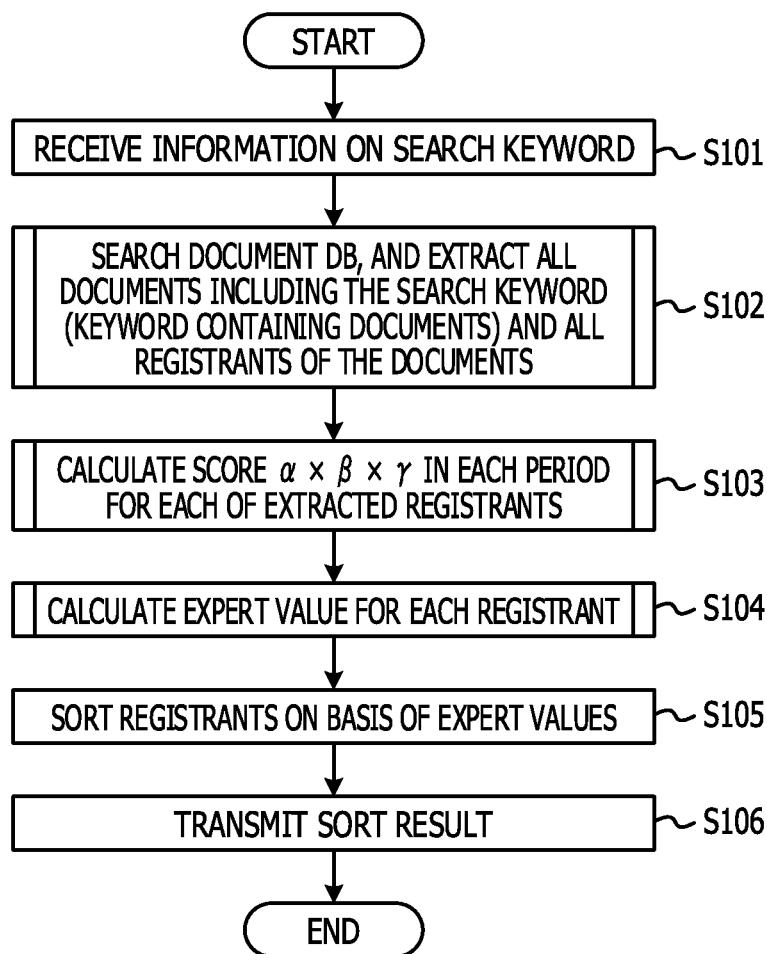 START
RECEIVE INFORMATION ON SEARCH KEYWORD
S101
SEARCH DOCUMENT DB, AND EXTRACT ALL
DOCUMENTS INCLUDING THE SEARCH KEYWORD
(KEYWORD CONTAINING DOCUMENTS) AND ALL
REGISTRANTS OF THE DOCUMENTS
S102
CALCULATE SCORE α × β × γ IN EACH PERIOD
FOR EACH OF EXTRACTED REGISTRANTS
S103
CALCULATE EXPERT VALUE FOR EACH REGISTRANT
S104
SORT REGISTRANTS ON BASIS OF EXPERT VALUES
S105
TRANSMIT SORT RESULT
S106
END